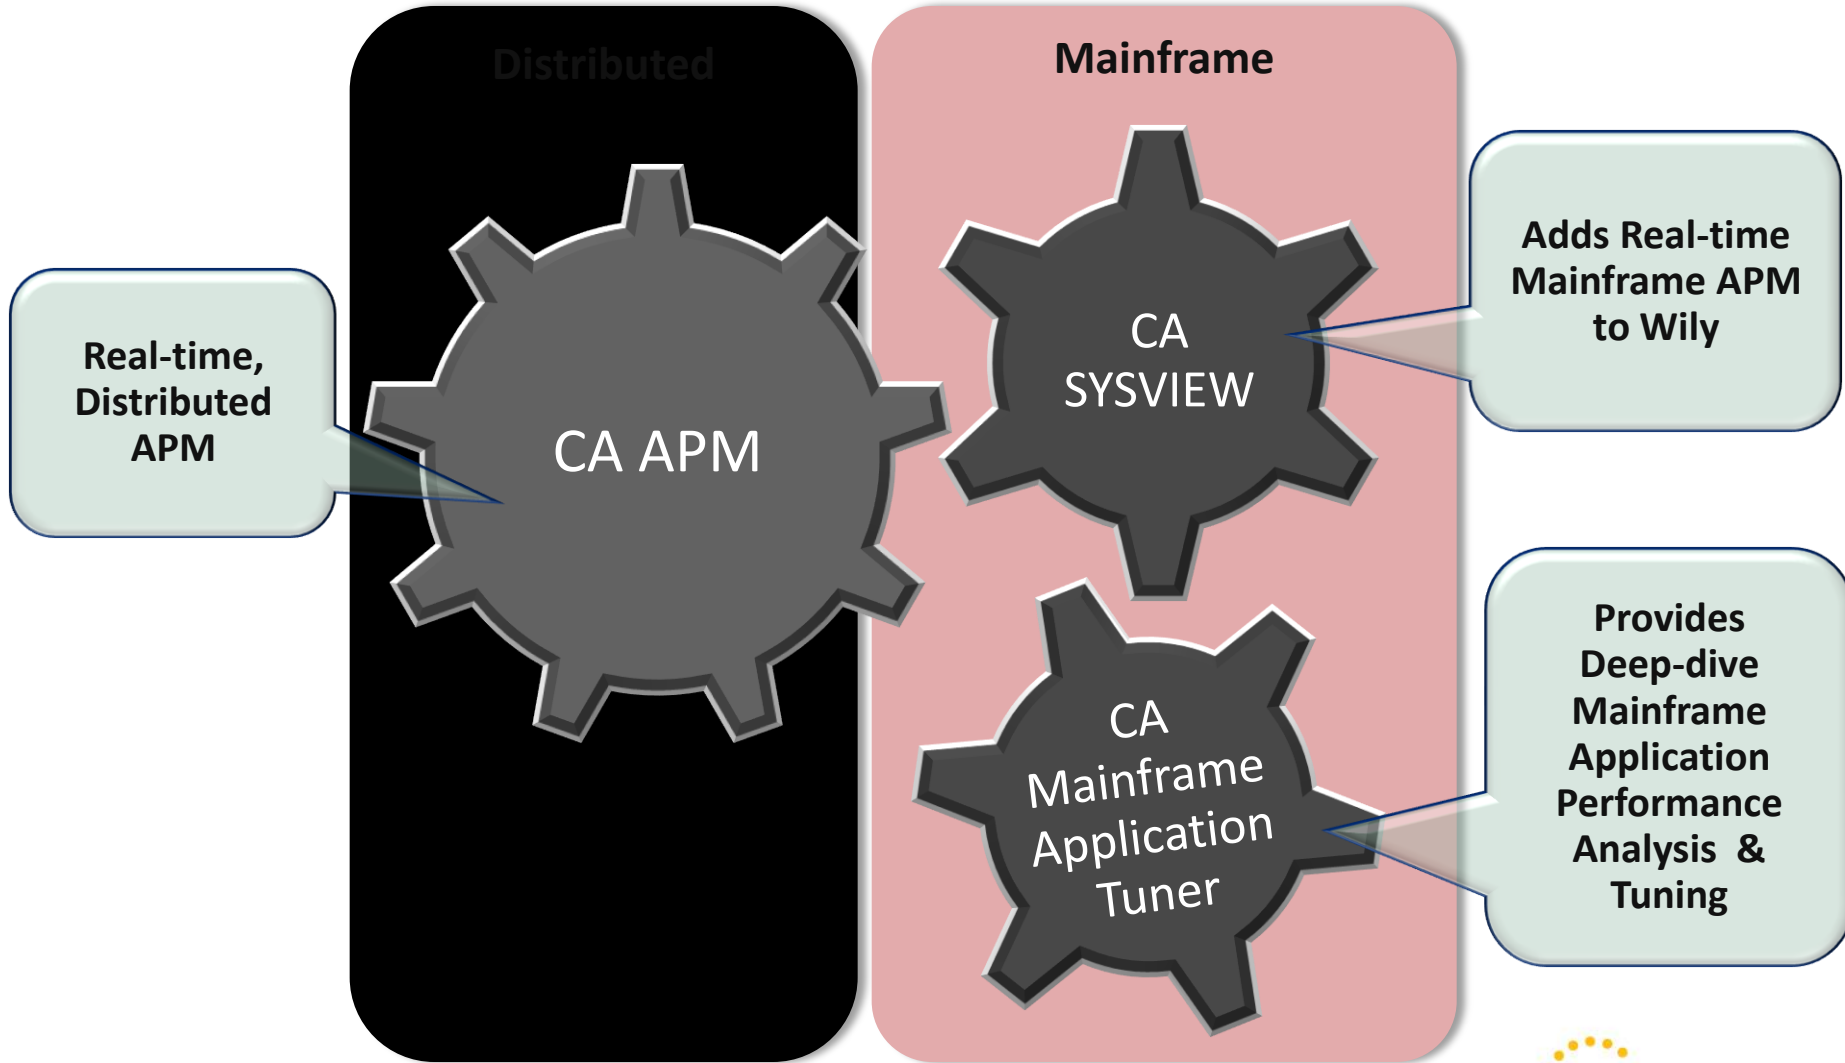 Distributed
Mainframe
Real-time,
Distributed
APM
CA APM
CA
SYSVIEW
Adds Real-time
Mainframe APM
to Wily
CA
Mainframe
Application
Tuner
Provides
Deep-dive
Mainframe
Application
Performance
Analysis &
Tuning